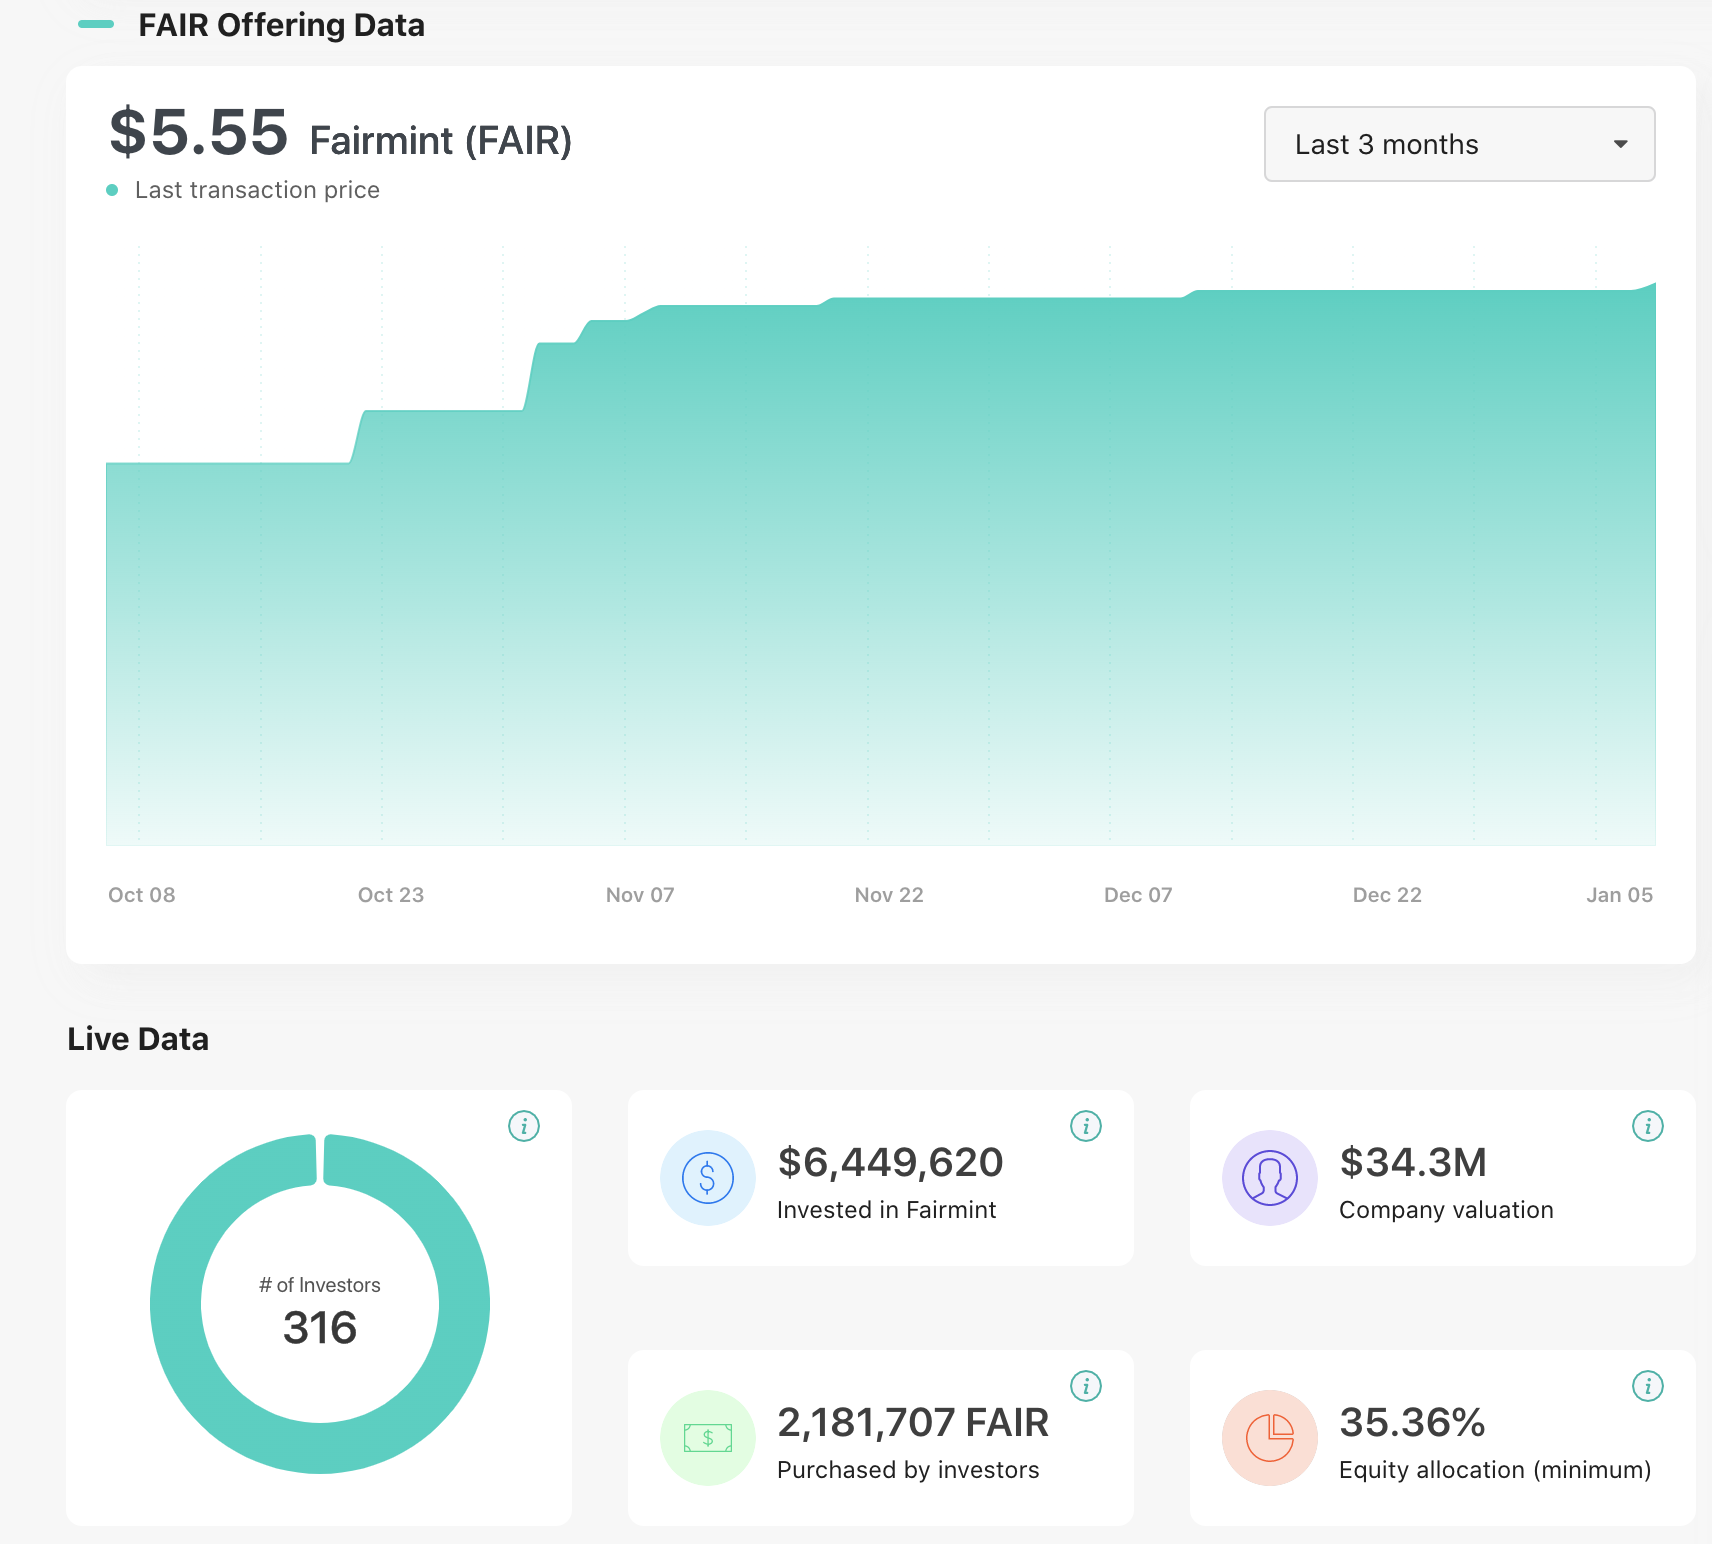 FAIR Offering Data
$5.55 Fairmint (FAIR)
Last 3 months
Last transaction price
Oct 08
Oct 23
Nov 07
Nov 22
Dec 07
Dec 22
Jan 05
Live Data
# of Investors
316
$6,449,620
Invested in Fairmint
$34.3M
Company valuation
2,181,707 FAIR
Purchased by investors
35.36%
Equity allocation (minimum)